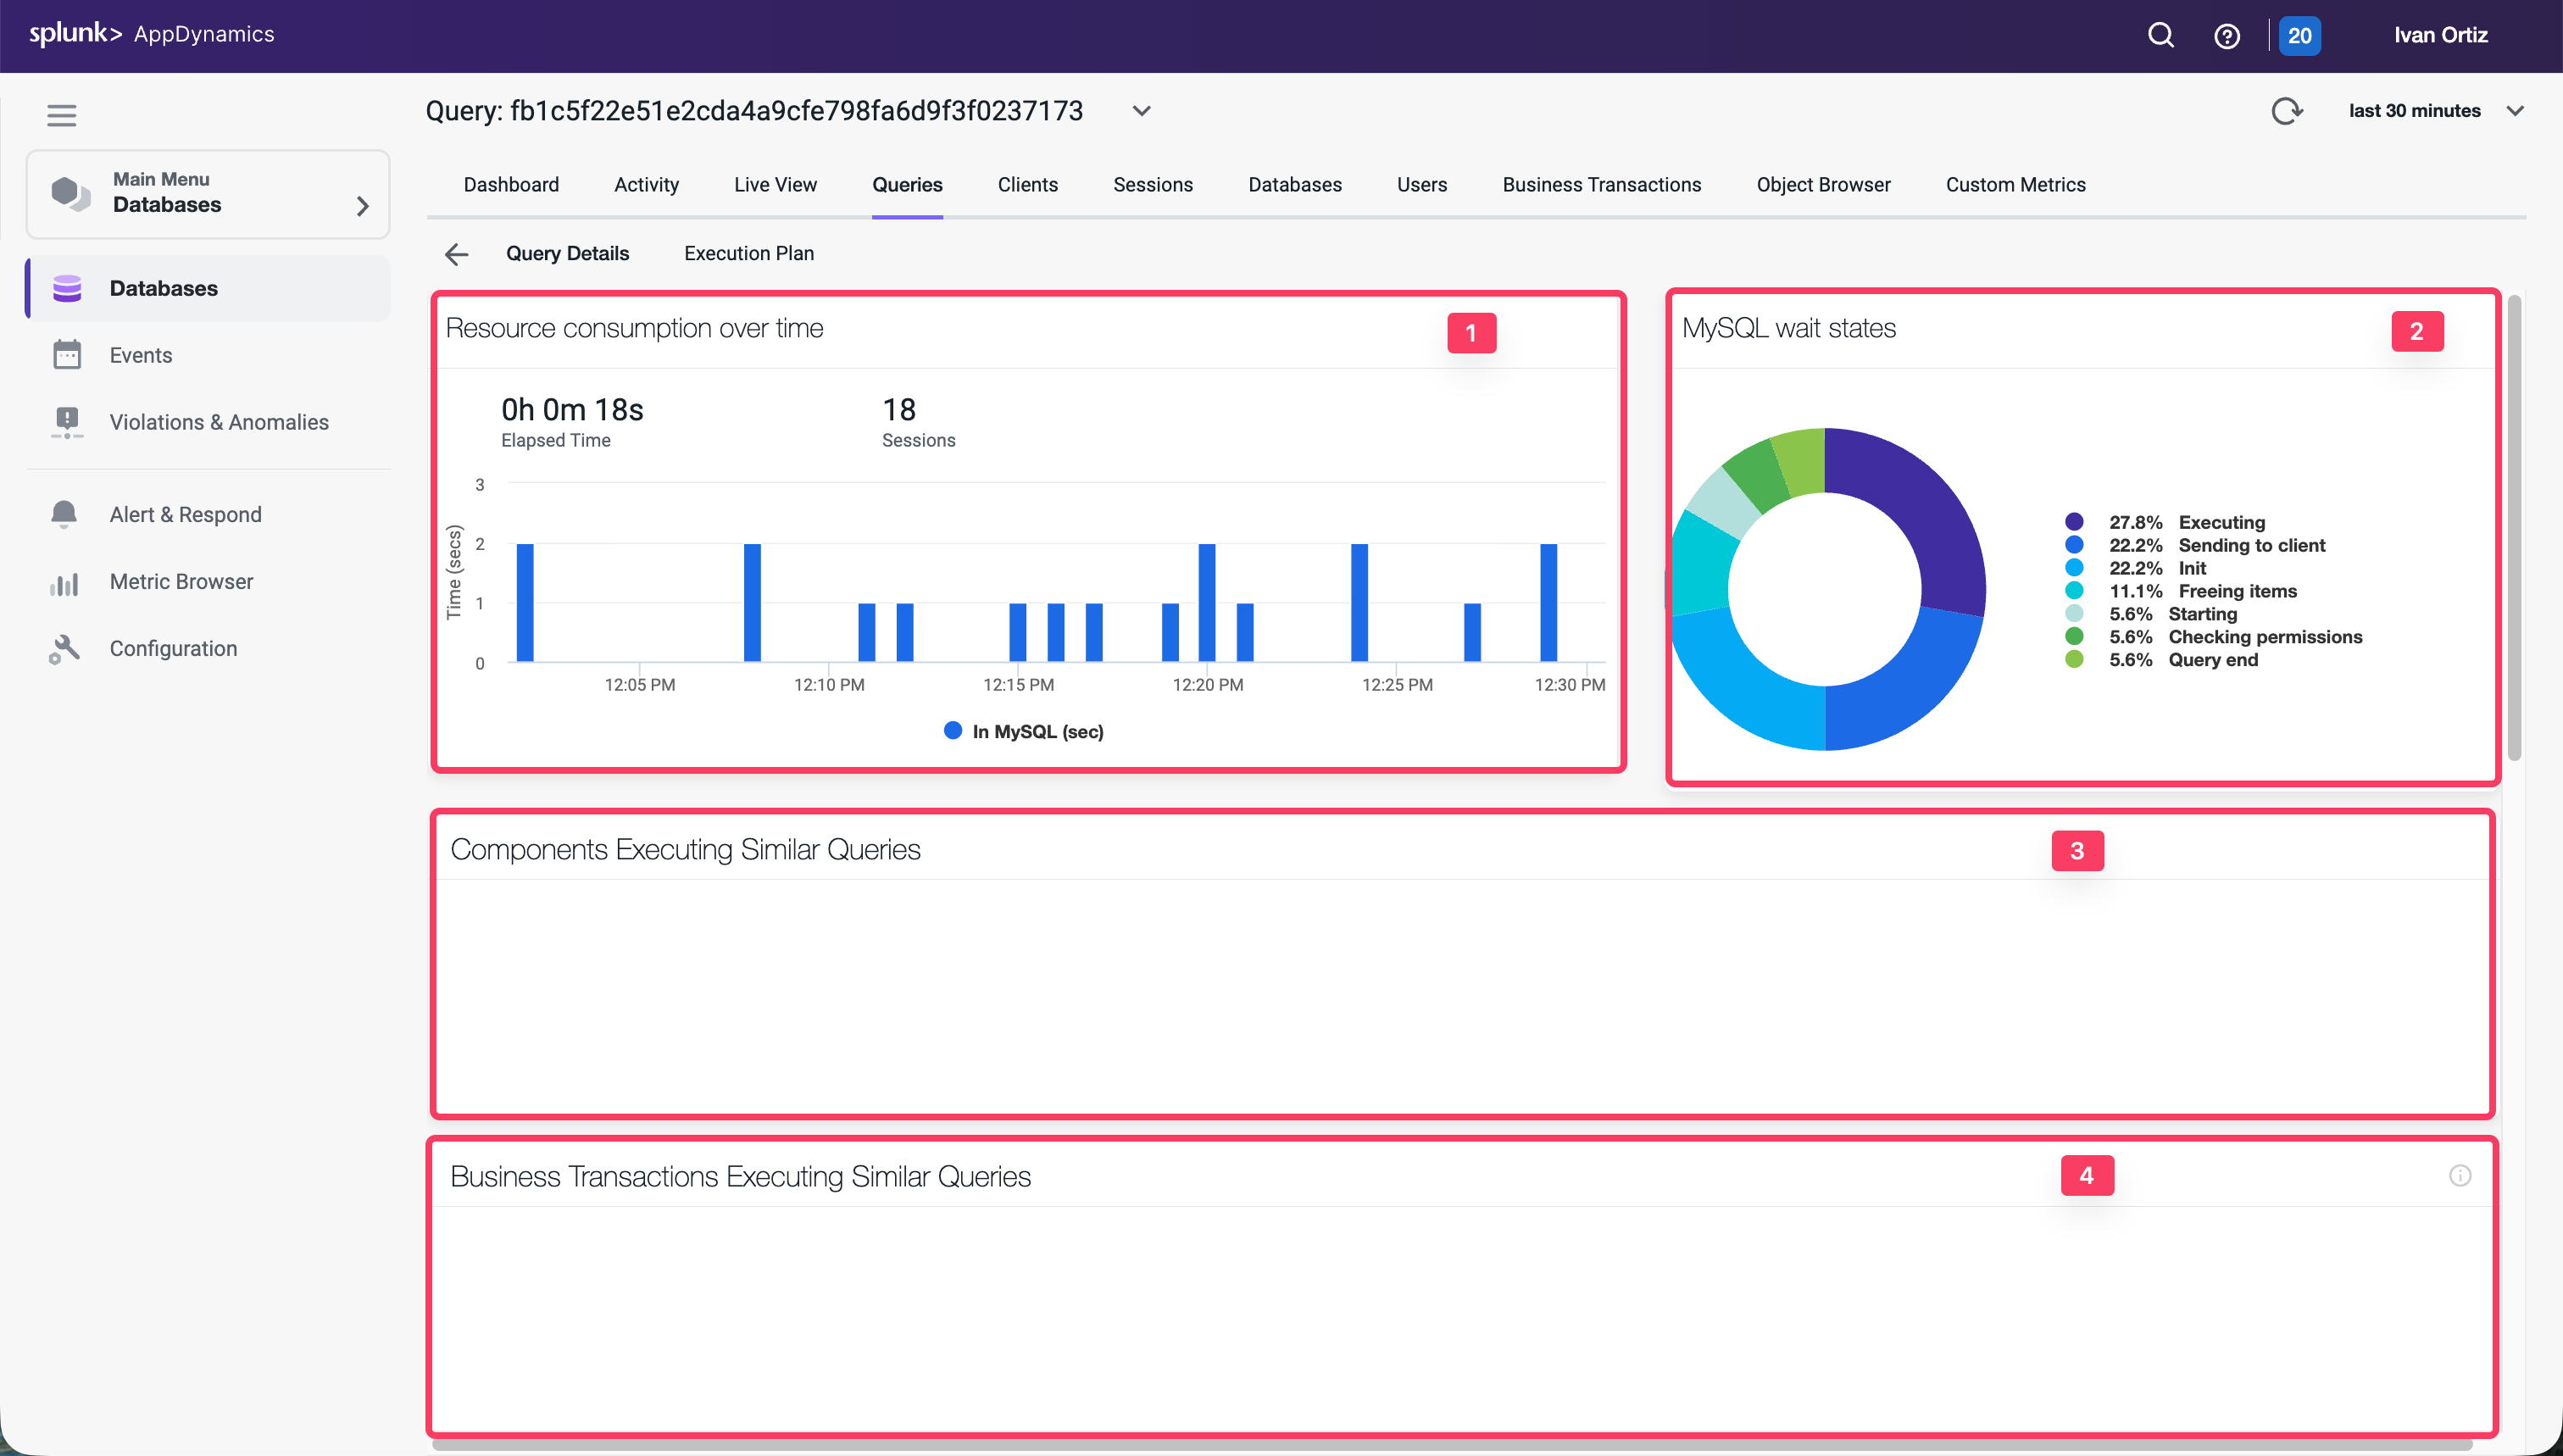 splunk> AppDynamics
20
Ivan Ortiz
Query: fb1c5f22e51e2cda4a9cfe798fa6d9f3f0237173
last 30 minutes
Main Menu
Databases
Databases
Events
Violations & Anomalies
Alert & Respond
Metric Browser
Configuration
Dashboard Activity Live View Queries Clients Sessions Databases Users Business Transactions Object Browser Custom Metrics
Query Details Execution Plan
Resource consumption over time
1
0h 0m 18s
Elapsed Time
18
Sessions
Time (secs)
3
2
1
0
12:05 PM 12:10 PM 12:15 PM 12:20 PM 12:25 PM 12:30 PM
In MySQL (sec)
MySQL wait states
2
27.8% Executing
22.2% Sending to client
22.2% Init
11.1% Freeing items
5.6% Starting
5.6% Checking permissions
5.6% Query end
Components Executing Similar Queries
3
Business Transactions Executing Similar Queries
4